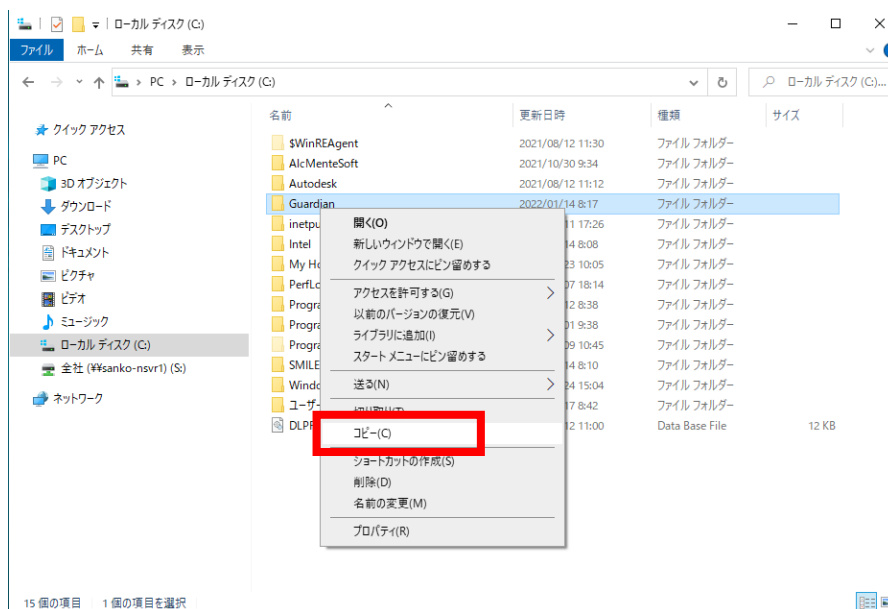 ローカル ディスク (C:)
ファイル ホーム 共有 表示
PC › ローカル ディスク (C:)
ローカル ディスク (C:)...
名前 更新日時 種類 サイズ
クイック アクセス
PC
3D オブジェクト
ダウンロード
デスクトップ
ドキュメント
ピクチャ
ビデオ
ミュージック
ローカル ディスク (C:)
全社 (¥¥sanko-nsvr1) (S:)
ネットワーク
$WinREAgent 2021/08/12 11:30 ファイル フォルダー
AlcMenteSoft 2021/10/30 9:34 ファイル フォルダー
Autodesk 2021/08/12 11:12 ファイル フォルダー
Guardian 2022/01/14 8:17 ファイル フォルダー
inetpu 11 17:26 ファイル フォルダー
Intel 14 8:08 ファイル フォルダー
My Ho 23 10:05 ファイル フォルダー
PerfLo 07 18:14 ファイル フォルダー
Progra 12 8:38 ファイル フォルダー
Progra 01 9:38 ファイル フォルダー
Progra 09 10:45 ファイル フォルダー
SMILE 14 8:10 ファイル フォルダー
Windo 24 15:04 ファイル フォルダー
ユーザー 17 8:42 ファイル フォルダー
DLPF 12 11:00 Data Base File 12 KB
開く(O)
新しいウィンドウで開く(E)
クイック アクセスにピン留めする
アクセスを許可する(G)
以前のバージョンの復元(V)
ライブラリに追加(I)
スタート メニューにピン留めする
送る(N)
切り取り(T)
コピー(C)
ショートカットの作成(S)
削除(D)
名前の変更(M)
プロパティ(R)
15 個の項目 1 個の項目を選択